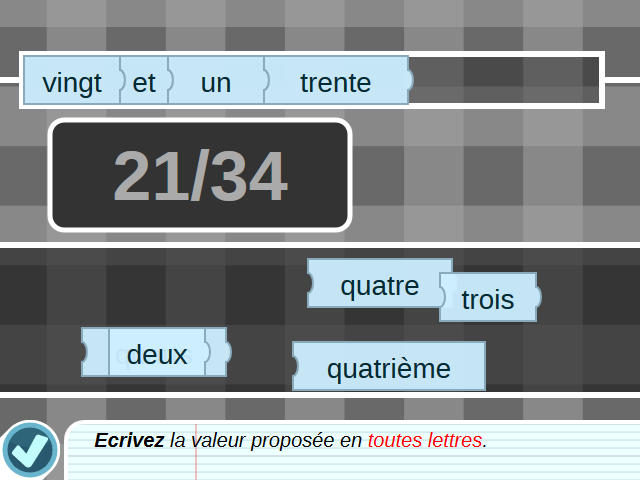 vingt et un trente
21/34
quatre
trois
deux
quatrième
Ecrivez la valeur proposée en toutes lettres.